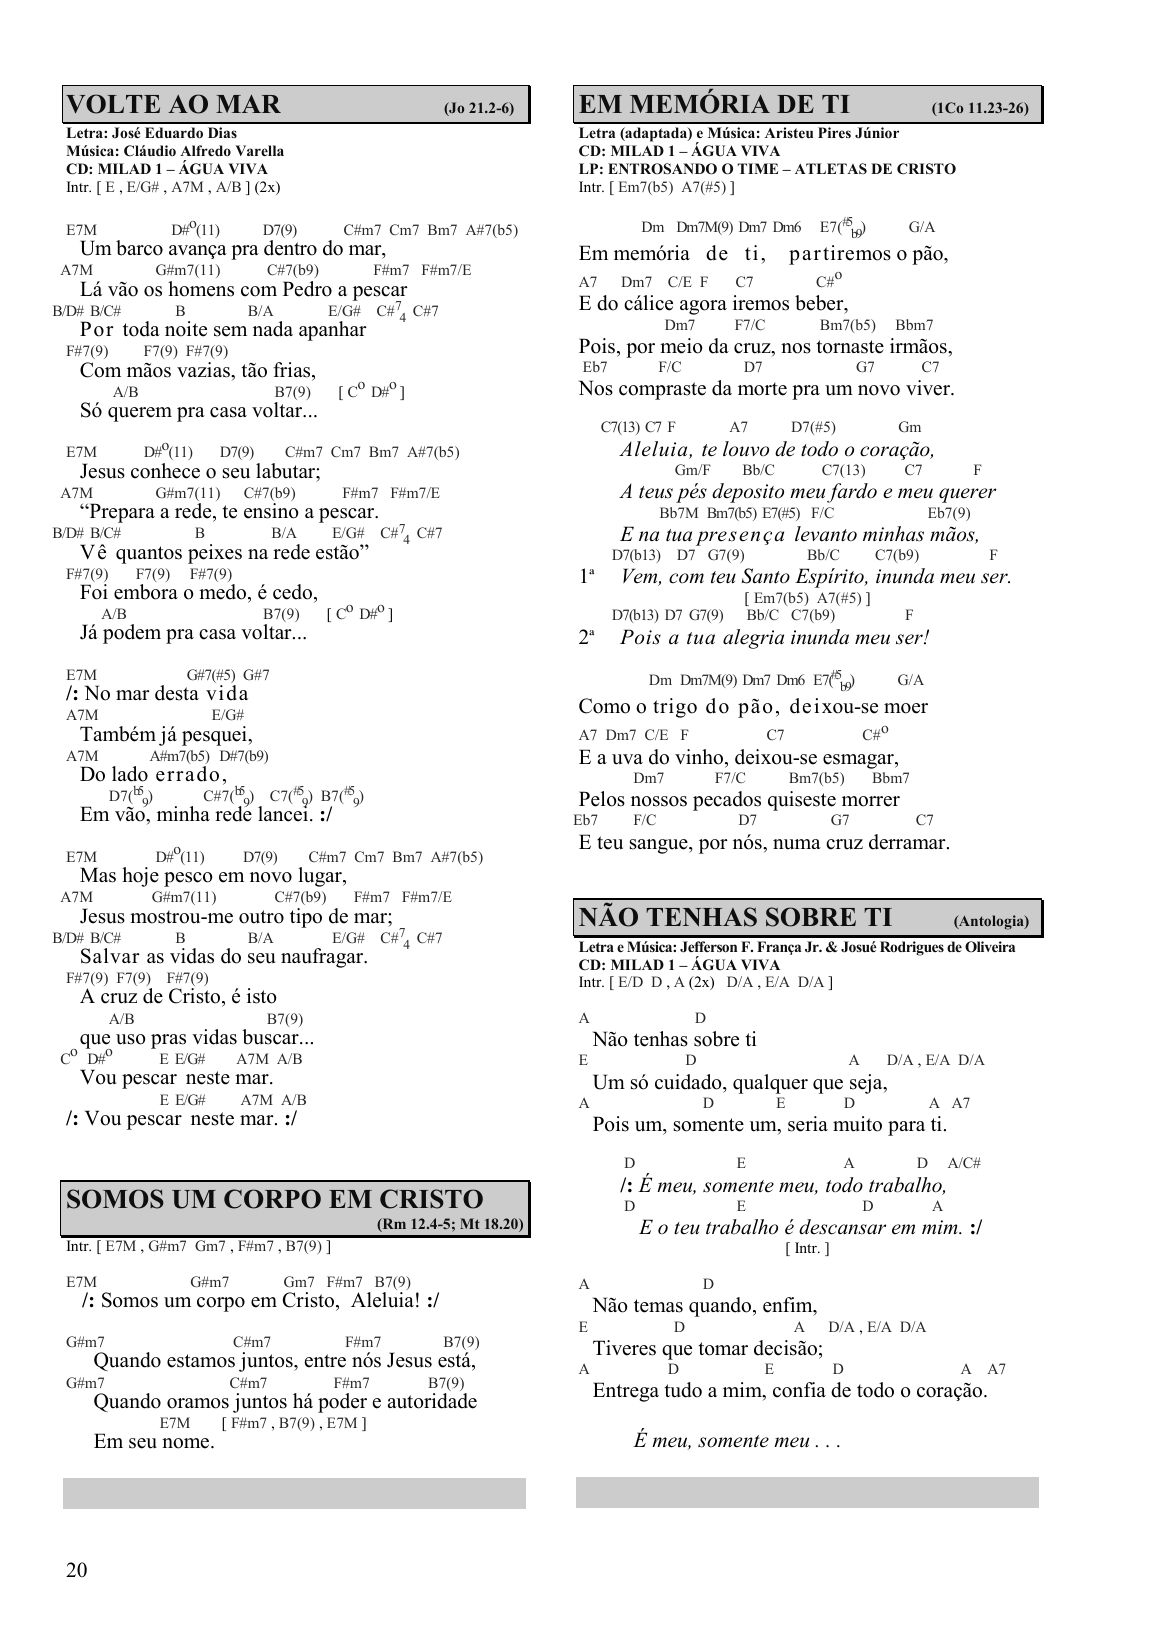 VOLTE AO MAR (Jo 21.2-6)
Letra: José Eduardo Dias
Música: Cláudio Alfredo Varella
CD: MILAD 1 – ÁGUA VIVA
Intr. [ E , E/G# , A7M , A/B ] (2x)
E7M D#º(11) D7(9) C#m7 Cm7 Bm7 A#7(b5)
Um barco avança pra dentro do mar,
A7M G#m7(11) C#7(b9) F#m7 F#m7/E
Lá vão os homens com Pedro a pescar
B/D# B/C# B B/A E/G# C#7 4 C#7
Por toda noite sem nada apanhar
F#7(9) F7(9) F#7(9)
Com mãos vazias, tão frias,
A/B B7(9) [ Cº D#º ]
Só querem pra casa voltar...
E7M D#º(11) D7(9) C#m7 Cm7 Bm7 A#7(b5)
Jesus conhece o seu labutar;
A7M G#m7(11) C#7(b9) F#m7 F#m7/E
“Prepara a rede, te ensino a pescar.
B/D# B/C# B B/A E/G# C#7 4 C#7
Vê quantos peixes na rede estão”
F#7(9) F7(9) F#7(9)
Foi embora o medo, é cedo,
A/B B7(9) [ Cº D#º ]
Já podem pra casa voltar...
E7M G#7(#5) G#7
/: No mar desta vida
A7M E/G#
Também já pesquei,
A7M A#m7(b5) D#7(b9)
Do lado errado,
D7(b5 9) C#7(b5 9) C7(#5 9) B7(#5 9)
Em vão, minha rede lancei. :/
E7M D#º(11) D7(9) C#m7 Cm7 Bm7 A#7(b5)
Mas hoje pesco em novo lugar,
A7M G#m7(11) C#7(b9) F#m7 F#m7/E
Jesus mostrou-me outro tipo de mar;
B/D# B/C# B B/A E/G# C#7 4 C#7
Salvar as vidas do seu naufragar.
F#7(9) F7(9) F#7(9)
A cruz de Cristo, é isto
A/B B7(9)
que uso pras vidas buscar...
Cº D#º E E/G# A7M A/B
Vou pescar neste mar.
E E/G# A7M A/B
/: Vou pescar neste mar. :/
SOMOS UM CORPO EM CRISTO
(Rm 12.4-5; Mt 18.20)
Intr. [ E7M , G#m7 Gm7 , F#m7 , B7(9) ]
E7M G#m7 Gm7 F#m7 B7(9)
/: Somos um corpo em Cristo, Aleluia! :/
G#m7 C#m7 F#m7 B7(9)
Quando estamos juntos, entre nós Jesus está,
G#m7 C#m7 F#m7 B7(9)
Quando oramos juntos há poder e autoridade
E7M [ F#m7 , B7(9) , E7M ]
Em seu nome.
EM MEMÓRIA DE TI (1Co 11.23-26)
Letra (adaptada) e Música: Aristeu Pires Júnior
CD: MILAD 1 – ÁGUA VIVA
LP: ENTROSANDO O TIME – ATLETAS DE CRISTO
Intr. [ Em7(b5) A7(#5) ]
Dm Dm7M(9) Dm7 Dm6 E7(#5 b9) G/A
Em memória de ti, partiremos o pão,
A7 Dm7 C/E F C7 C#º
E do cálice agora iremos beber,
Dm7 F7/C Bm7(b5) Bbm7
Pois, por meio da cruz, nos tornaste irmãos,
Eb7 F/C D7 G7 C7
Nos compraste da morte pra um novo viver.
C7(13) C7 F A7 D7(#5) Gm
Aleluia, te louvo de todo o coração,
Gm/F Bb/C C7(13) C7 F
A teus pés deposito meu fardo e meu querer
Bb7M Bm7(b5) E7(#5) F/C Eb7(9)
E na tua presença levanto minhas mãos,
D7(b13) D7 G7(9) Bb/C C7(b9) F
1ª Vem, com teu Santo Espírito, inunda meu ser.
[ Em7(b5) A7(#5) ]
D7(b13) D7 G7(9) Bb/C C7(b9) F
2ª Pois a tua alegria inunda meu ser!
Dm Dm7M(9) Dm7 Dm6 E7(#5 b9) G/A
Como o trigo do pão, deixou-se moer
A7 Dm7 C/E F C7 C#º
E a uva do vinho, deixou-se esmagar,
Dm7 F7/C Bm7(b5) Bbm7
Pelos nossos pecados quiseste morrer
Eb7 F/C D7 G7 C7
E teu sangue, por nós, numa cruz derramar.
NÃO TENHAS SOBRE TI (Antologia)
Letra e Música: Jefferson F. França Jr. & Josué Rodrigues de Oliveira
CD: MILAD 1 – ÁGUA VIVA
Intr. [ E/D D , A (2x) D/A , E/A D/A ]
A D
Não tenhas sobre ti
E D A D/A , E/A D/A
Um só cuidado, qualquer que seja,
A D E D A A7
Pois um, somente um, seria muito para ti.
D E A D A/C#
/: É meu, somente meu, todo trabalho,
D E D A
E o teu trabalho é descansar em mim. :/
[ Intr. ]
A D
Não temas quando, enfim,
E D A D/A , E/A D/A
Tiveres que tomar decisão;
A D E D A A7
Entrega tudo a mim, confia de todo o coração.
É meu, somente meu . . .
20